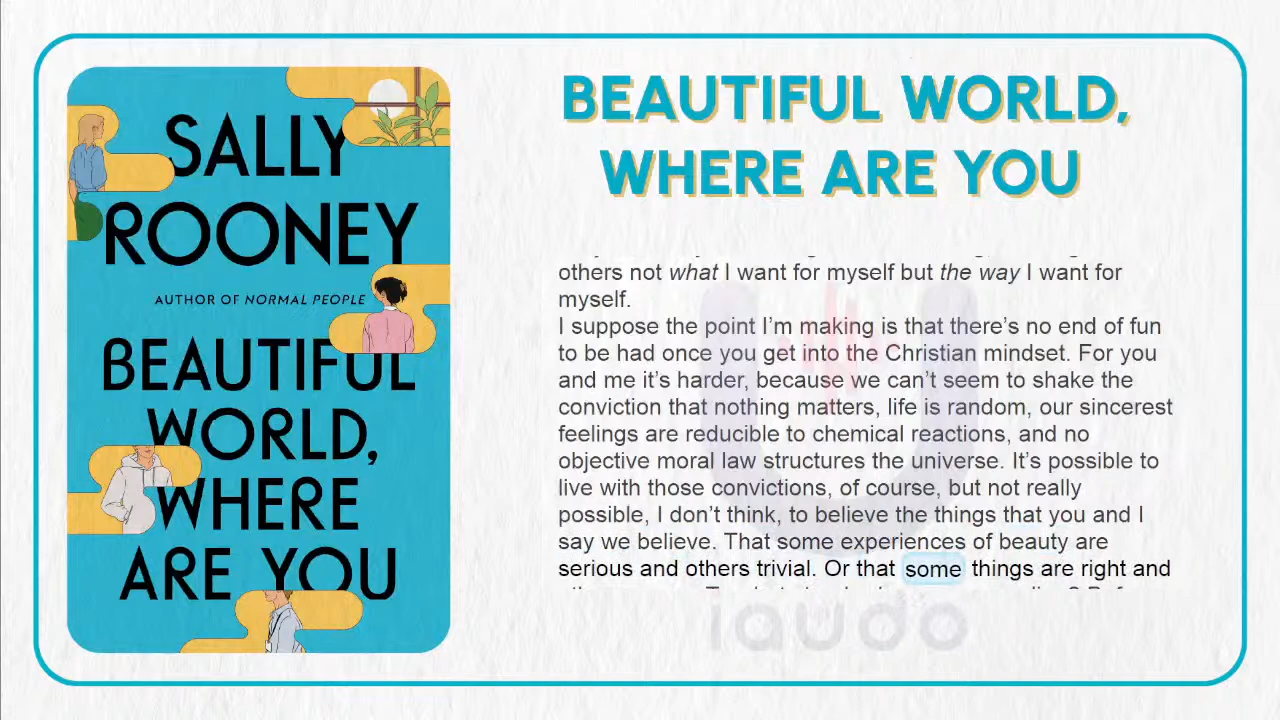 SALLY
ROONEY
AUTHOR OF NORMAL PEOPLE
BEAUTIFUL
WORLD,
WHERE
ARE YOU
BEAUTIFUL WORLD,
WHERE ARE YOU
others not what I want for myself but the way I want for
myself.
I suppose the point I’m making is that there’s no end of fun
to be had once you get into the Christian mindset. For you
and me it’s harder, because we can’t seem to shake the
conviction that nothing matters, life is random, our sincerest
feelings are reducible to chemical reactions, and no
objective moral law structures the universe. It’s possible to
live with those convictions, of course, but not really
possible, I don’t think, to believe the things that you and I
say we believe. That some experiences of beauty are
serious and others trivial. Or that some things are right and
iaudo